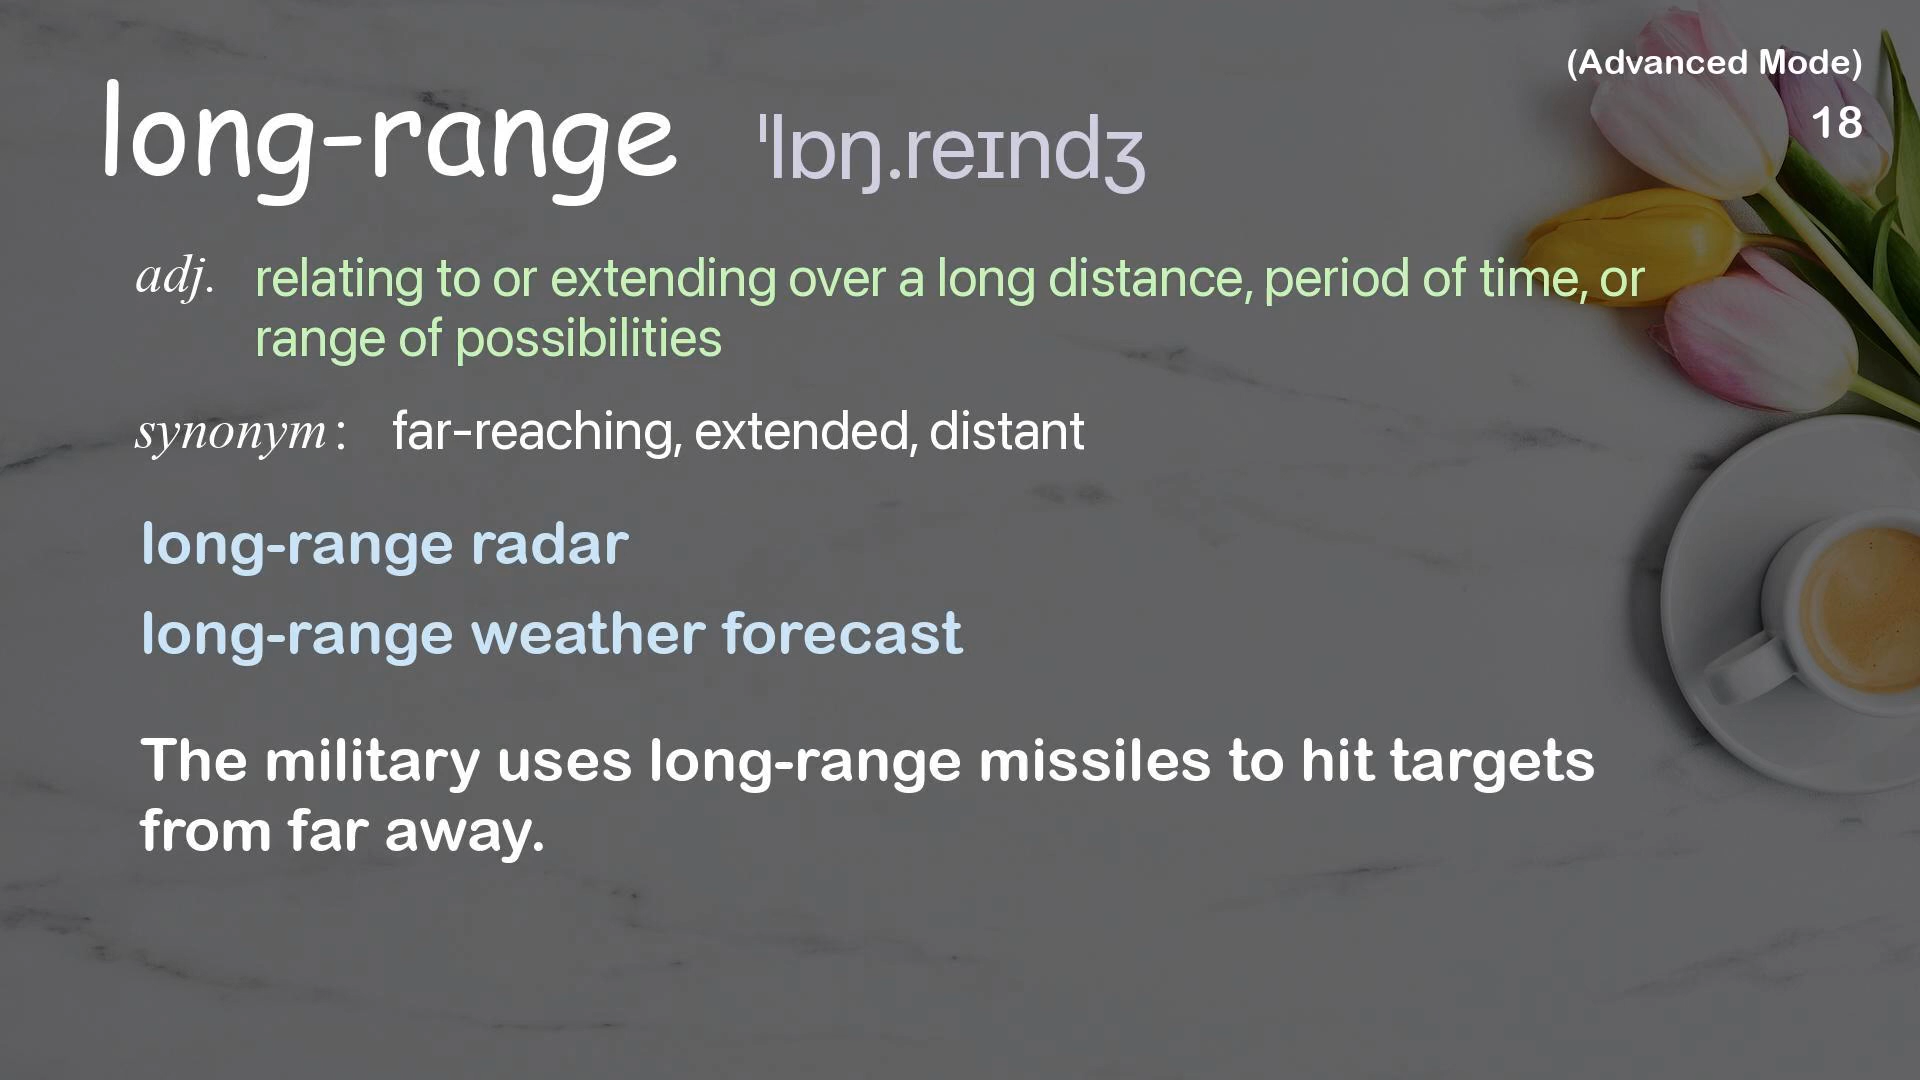 (Advanced Mode)
18
long-range ˈlɒŋ.reɪndʒ
adj. relating to or extending over a long distance, period of time, or
range of possibilities
synonym : far-reaching, extended, distant
long-range radar
long-range weather forecast
The military uses long-range missiles to hit targets
from far away.